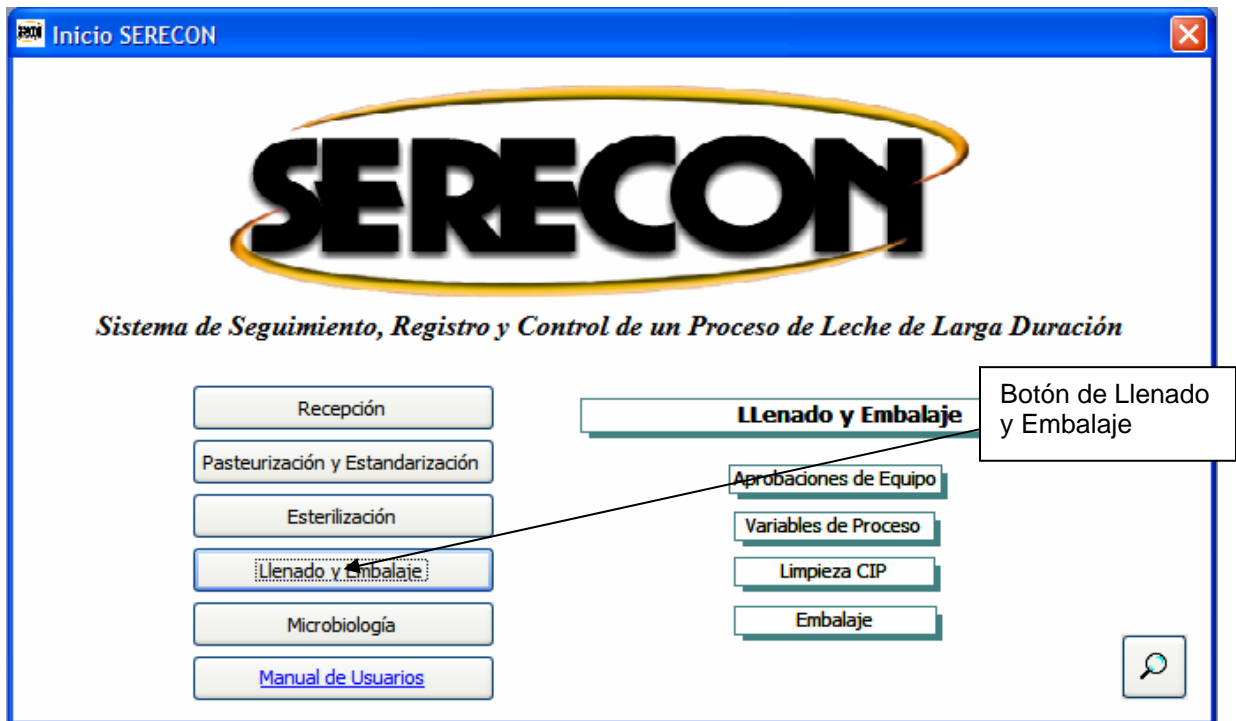 Inicio SERECON
SERECON
Sistema de Seguimiento, Registro y Control de un Proceso de Leche de Larga Duración
Recepción
Pasteurización y Estandarización
Esterilización
Llenado y Embalaje
Microbiología
Manual de Usuarios
LLenado y Embalaje
Aprobaciones de Equipo
Variables de Proceso
Limpieza CIP
Embalaje
Botón de Llenado
y Embalaje